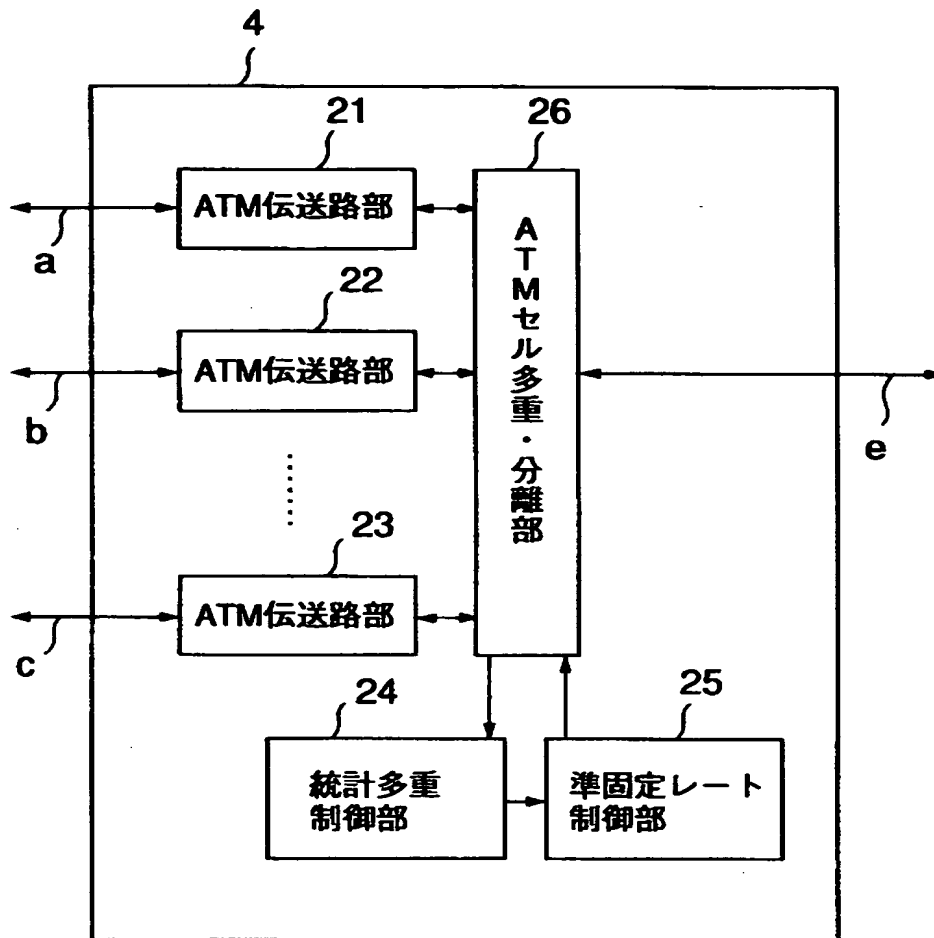 4
21
26
ATM伝送路部
a
ATMセル多重・分離部
22
ATM伝送路部
b
e
23
ATM伝送路部
c
24
25
統計多重
制御部
準固定レート
制御部